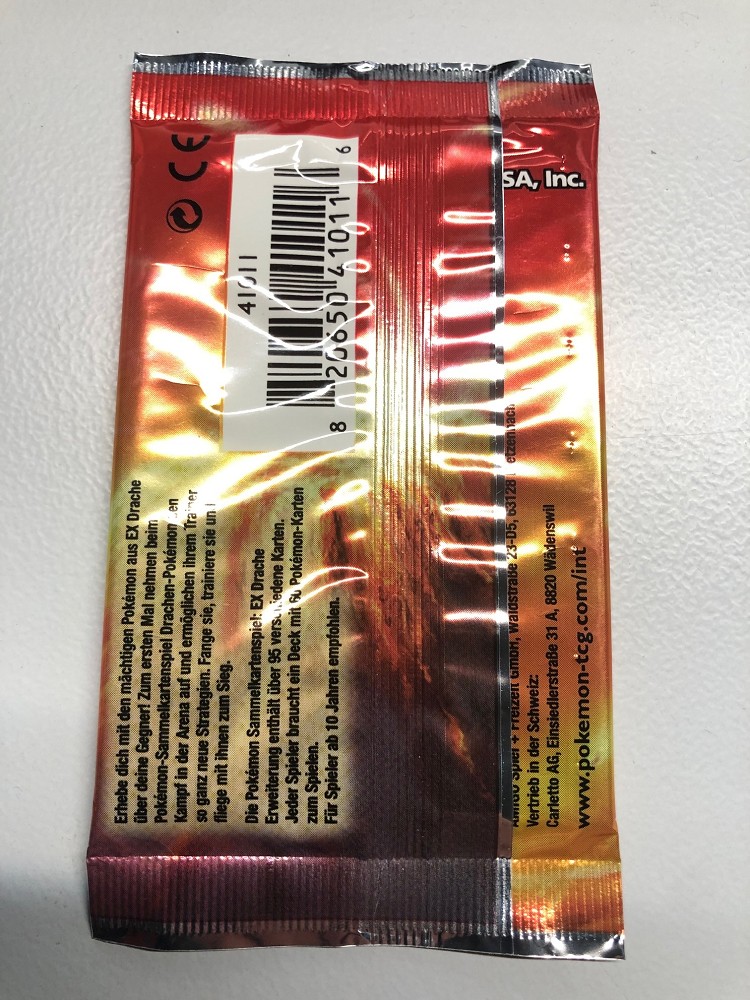 SA, Inc.
CE
41011
8 20650 41011 6
Erhebe dich mit den mächtigen Pokémon aus EX Drache
über deine Gegner! Zum ersten Mal nehmen beim
Pokémon-Sammelkartenspiel Drachen-Pokémon den
Kampf in der Arena auf und ermöglichen ihrem Trainer
so ganz neue Strategien. Fange sie, trainiere sie und
fliege mit ihnen zum Sieg.
Die Pokémon Sammelkartenspiel: EX Drache
Erweiterung enthält über 95 verschiedene Karten.
Jeder Spieler braucht ein Deck mit 60 Pokémon-Karten
zum Spielen.
Für Spieler ab 10 Jahren empfohlen.
Spiel + Freizeit GmbH, Waldstraße 23-D5, 63128 etzenbach
Vertrieb in der Schweiz:
Carletto AG, Einsiedlerstraße 31 A, 8820 Wädenswil
www.pokemon-tcg.com/int